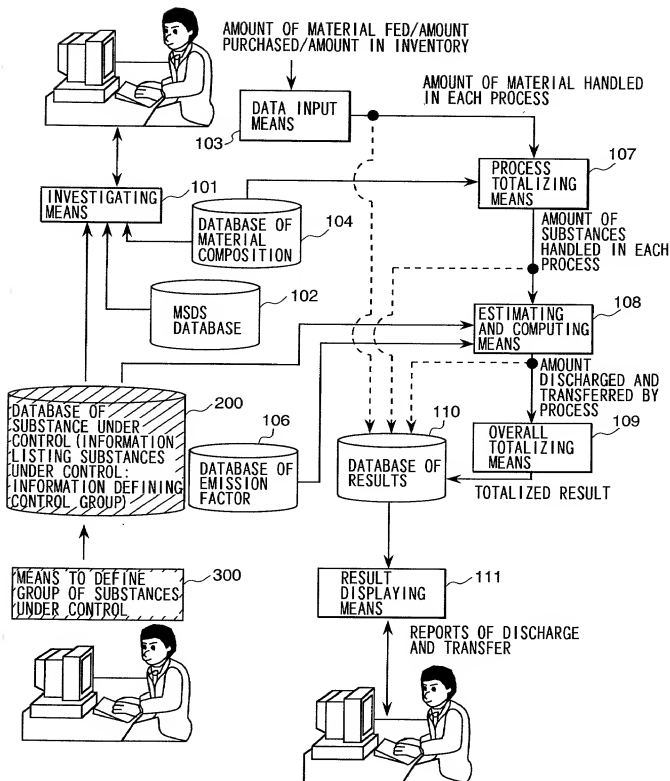 AMOUNT OF MATERIAL FED/AMOUNT
PURCHASED/AMOUNT IN INVENTORY
AMOUNT OF MATERIAL HANDLED
IN EACH PROCESS
DATA INPUT
MEANS
103
107
PROCESS
TOTALIZING
MEANS
101
INVESTIGATING
MEANS
DATABASE OF
MATERIAL
COMPOSITION
104
AMOUNT OF
SUBSTANCES
HANDLED IN EACH
PROCESS
MSDS
DATABASE
102
ESTIMATING
AND COMPUTING
MEANS
108
AMOUNT
DISCHARGED AND
TRANSFERRED BY
PROCESS
200
DATABASE OF
SUBSTANCE UNDER
CONTROL (INFORMATION
LISTING SUBSTANCES
UNDER CONTROL:
INFORMATION DEFINING
CONTROL GROUP)
106
DATABASE OF
EMISSION
FACTOR
110
DATABASE OF
RESULTS
OVERALL
TOTALIZING
MEANS
109
TOTALIZED RESULT
MEANS TO DEFINE
GROUP OF SUBSTANCES
UNDER CONTROL
300
RESULT
DISPLAYING
MEANS
111
REPORTS OF DISCHARGE
AND TRANSFER